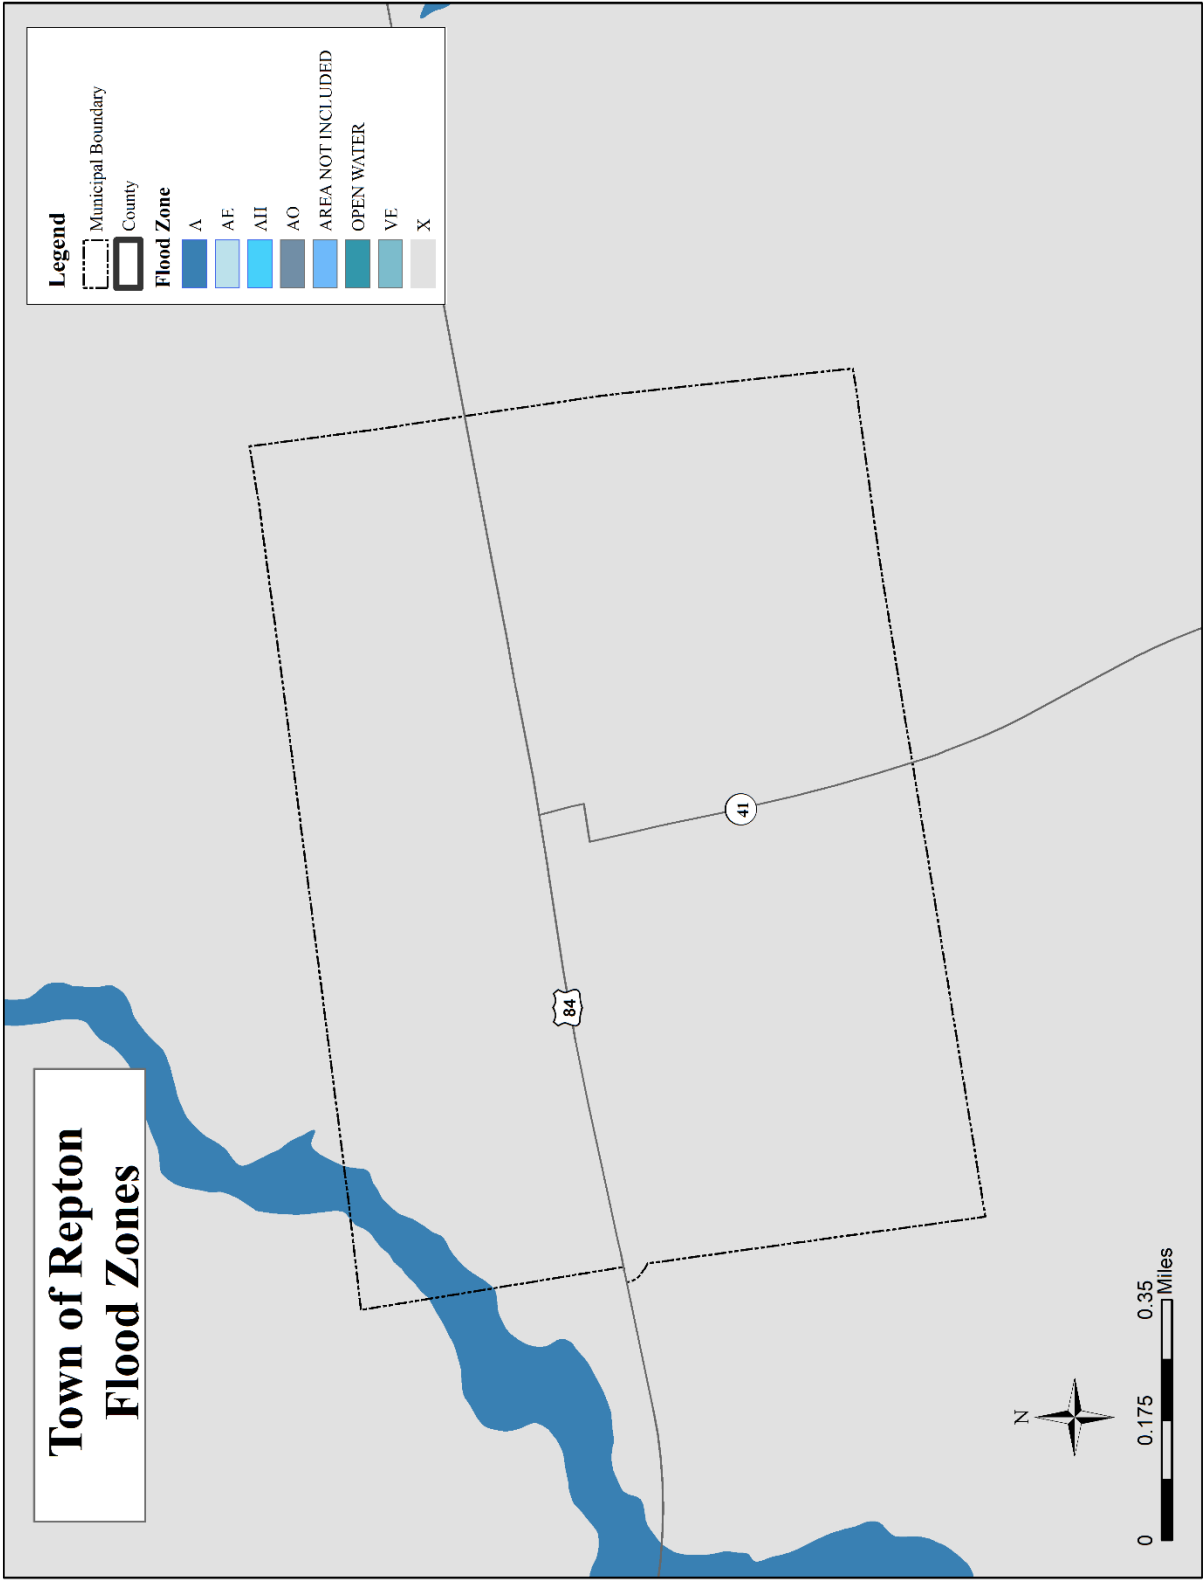 Town of Repton
Flood Zones
Legend
Municipal Boundary
County
Flood Zone
A
AE
AH
AO
AREA NOT INCLUDED
OPEN WATER
VE
X
84
41
N
0 0.175 0.35
Miles